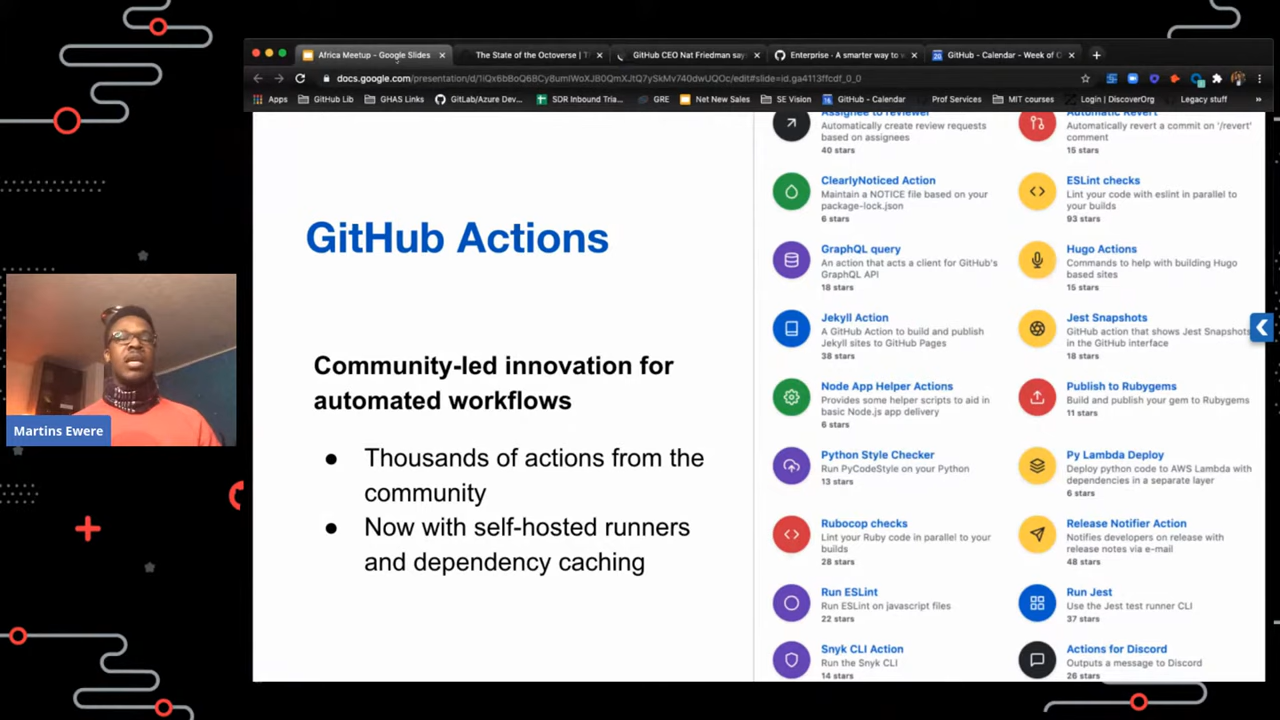 Africa Meetup - Google Slides
The State of the Octoverse | T
GitHub CEO Nat Friedman say
Enterprise · A smarter way to w
GitHub - Calendar - Week of O
Apps
GitHub Lib
GHAS Links
GitLab/Azure Dev...
SDR Inbound Tria...
GRE
Net New Sales
SE Vision
GitHub - Calendar
Prof Services
MIT courses
Login | DiscoverOrg
Legacy stuff
GitHub Actions
Community-led innovation for
automated workflows
● Thousands of actions from the
community
● Now with self-hosted runners
and dependency caching
Assignee to reviewer
Automatically create review requests
based on assignees
40 stars
Automatic Revert
Automatically revert a commit on '/revert'
comment
15 stars
ClearlyNoticed Action
Maintain a NOTICE file based on your
package-lock.json
6 stars
ESLint checks
Lint your code with eslint in parallel to
your builds
93 stars
GraphQL query
An action that acts a client for GitHub's
GraphQL API
18 stars
Hugo Actions
Commands to help with building Hugo
based sites
15 stars
Jekyll Action
A GitHub Action to build and publish
Jekyll sites to GitHub Pages
38 stars
Jest Snapshots
GitHub action that shows Jest Snapshots
in the GitHub interface
18 stars
Node App Helper Actions
Provides some helper scripts to aid in
basic Node.js app delivery
6 stars
Publish to Rubygems
Build and publish your gem to Rubygems
11 stars
Python Style Checker
Run PyCodeStyle on your Python
13 stars
Py Lambda Deploy
Deploy python code to AWS Lambda with
dependencies in a separate layer
6 stars
Rubocop checks
Lint your Ruby code in parallel to your
builds
28 stars
Release Notifier Action
Notifies developers on release with
release notes via e-mail
48 stars
Run ESLint
Run ESLint on javascript files
22 stars
Run Jest
Use the Jest test runner CLI
37 stars
Snyk CLI Action
Run the Snyk CLI
14 stars
Actions for Discord
Outputs a message to Discord
26 stars
Martins Ewere